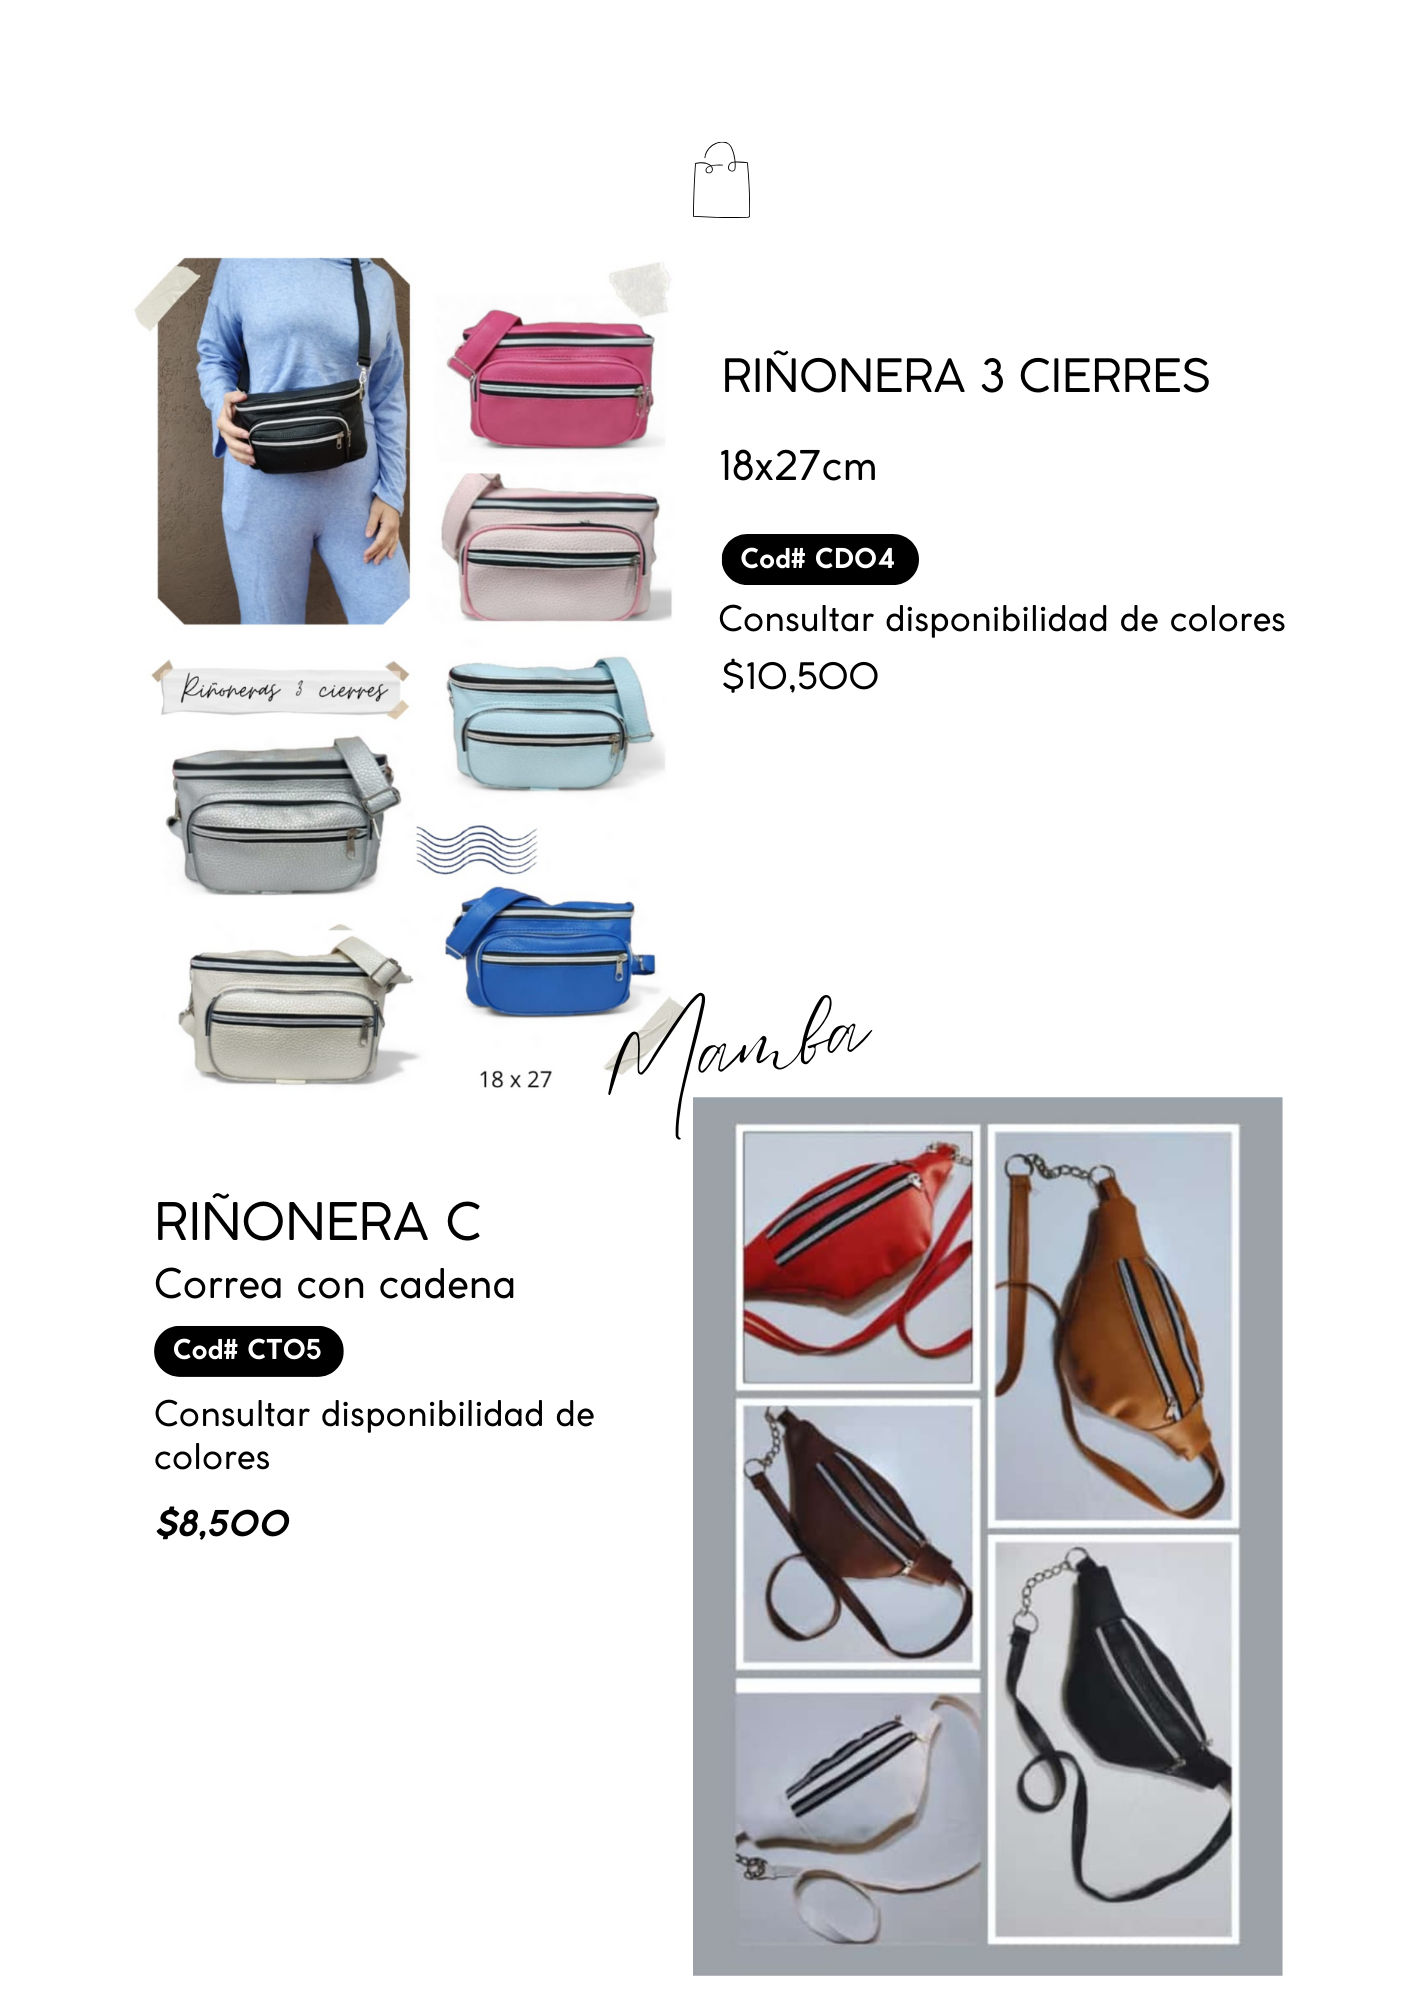 RIÑONERA 3 CIERRES
18x27cm
Cod# CD04
Consultar disponibilidad de colores
$10,500
Riñoneras 3 cierres
18 x 27
Mamba
RIÑONERA C
Correa con cadena
Cod# CT05
Consultar disponibilidad de
colores
$8,500